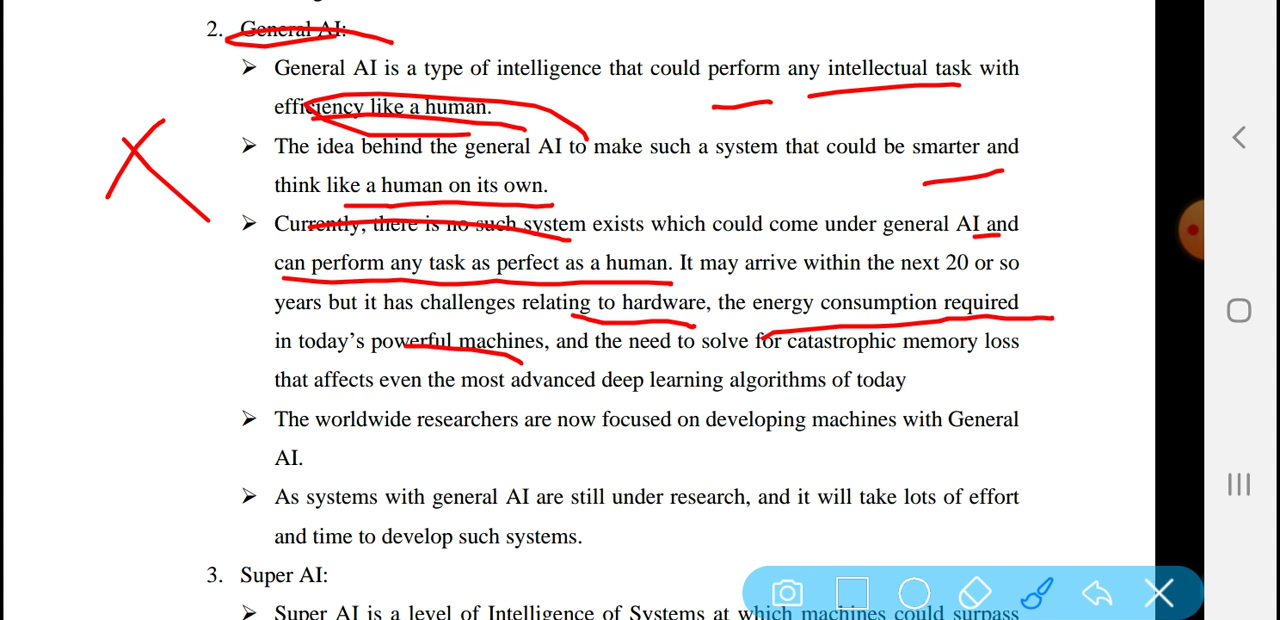 2. General AI:
➢ General AI is a type of intelligence that could perform any intellectual task with
efficiency like a human.
➢ The idea behind the general AI to make such a system that could be smarter and
think like a human on its own.
➢ Currently, there is no such system exists which could come under general AI and
can perform any task as perfect as a human. It may arrive within the next 20 or so
years but it has challenges relating to hardware, the energy consumption required
in today’s powerful machines, and the need to solve for catastrophic memory loss
that affects even the most advanced deep learning algorithms of today
➢ The worldwide researchers are now focused on developing machines with General
AI.
➢ As systems with general AI are still under research, and it will take lots of effort
and time to develop such systems.
3. Super AI:
➢ Super AI is a level of Intelligence of Systems at which machines could surpass